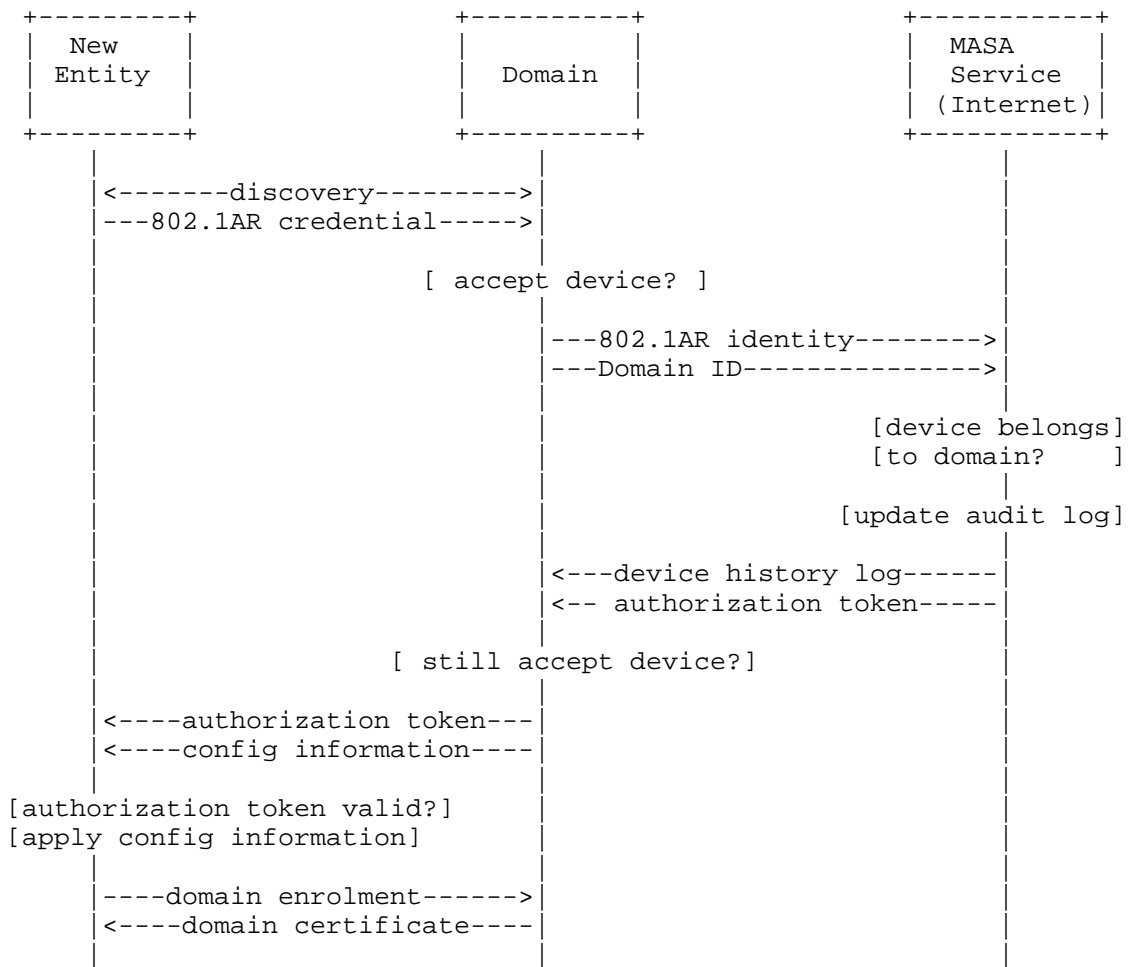 New Entity
Domain
MASA Service (Internet)
discovery
802.1AR credential
[ accept device? ]
802.1AR identity
Domain ID
[device belongs]
[to domain? ]
[update audit log]
device history log
authorization token
[ still accept device?]
authorization token
config information
[authorization token valid?]
[apply config information]
domain enrolment
domain certificate